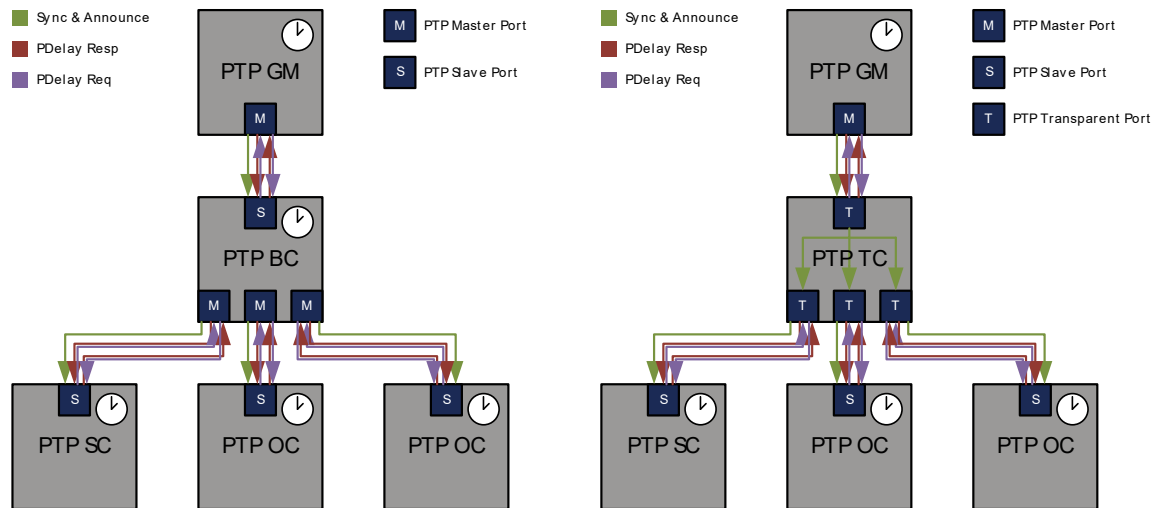 Sync & Announce
PDelay Resp
PDelay Req
PTP GM
M
M
PTP Master Port
S
PTP Slave Port
S
PTP BC
M
M
M
S
PTP SC
S
PTP OC
S
PTP OC
Sync & Announce
PDelay Resp
PDelay Req
PTP GM
M
M
PTP Master Port
S
PTP Slave Port
T
PTP Transparent Port
T
PTP TC
T
T
T
S
PTP SC
S
PTP OC
S
PTP OC